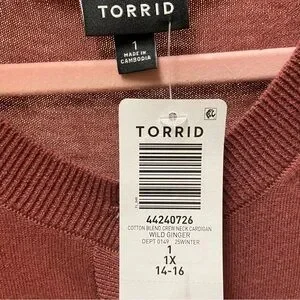 TORRID
1
MADE IN
CAMBODIA
TORRID
44240726
COTTON BLEND CREW NECK CARDIGAN
WILD GINGER
DEPT 0149 25WINTER
1
1X
14-16